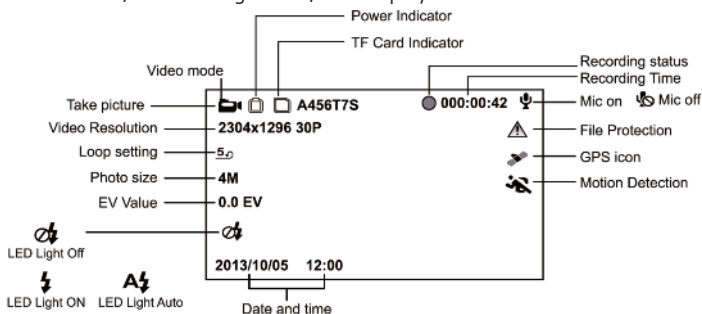 Power Indicator
TF Card Indicator
Video mode
Recording status
Recording Time
Take picture
A456T7S
000:00:42
Mic on
Mic off
Video Resolution
2304x1296 30P
File Protection
Loop setting
5
GPS icon
Photo size
4M
Motion Detection
EV Value
0.0 EV
LED Light Off
2013/10/05 12:00
A
LED Light ON
LED Light Auto
Date and time